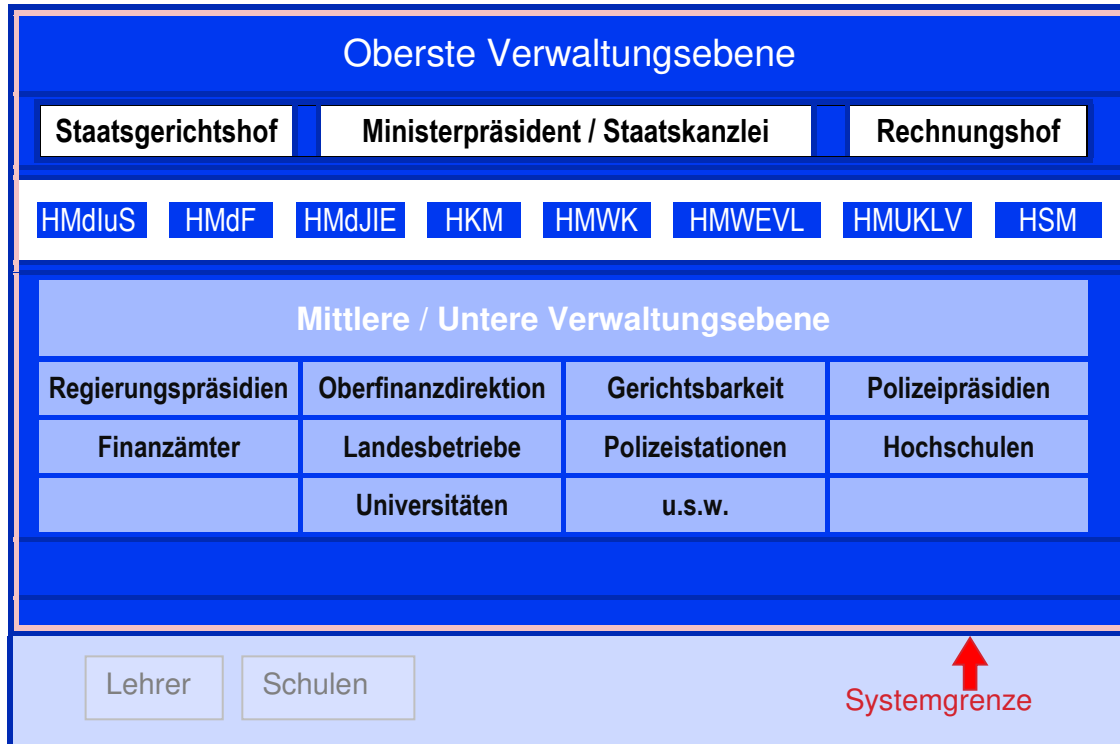 Oberste Verwaltungsebene
Staatsgerichtshof Ministerpräsident / Staatskanzlei Rechnungshof
HMdIuS HMdF HMdJIE HKM HMWK HMWEVL HMUKLV HSM
Mittlere / Untere Verwaltungsebene
Regierungspräsidien Oberfinanzdirektion Gerichtsbarkeit Polizeipräsidien
Finanzämter Landesbetriebe Polizeistationen Hochschulen
Universitäten u.s.w.
Lehrer Schulen
Systemgrenze